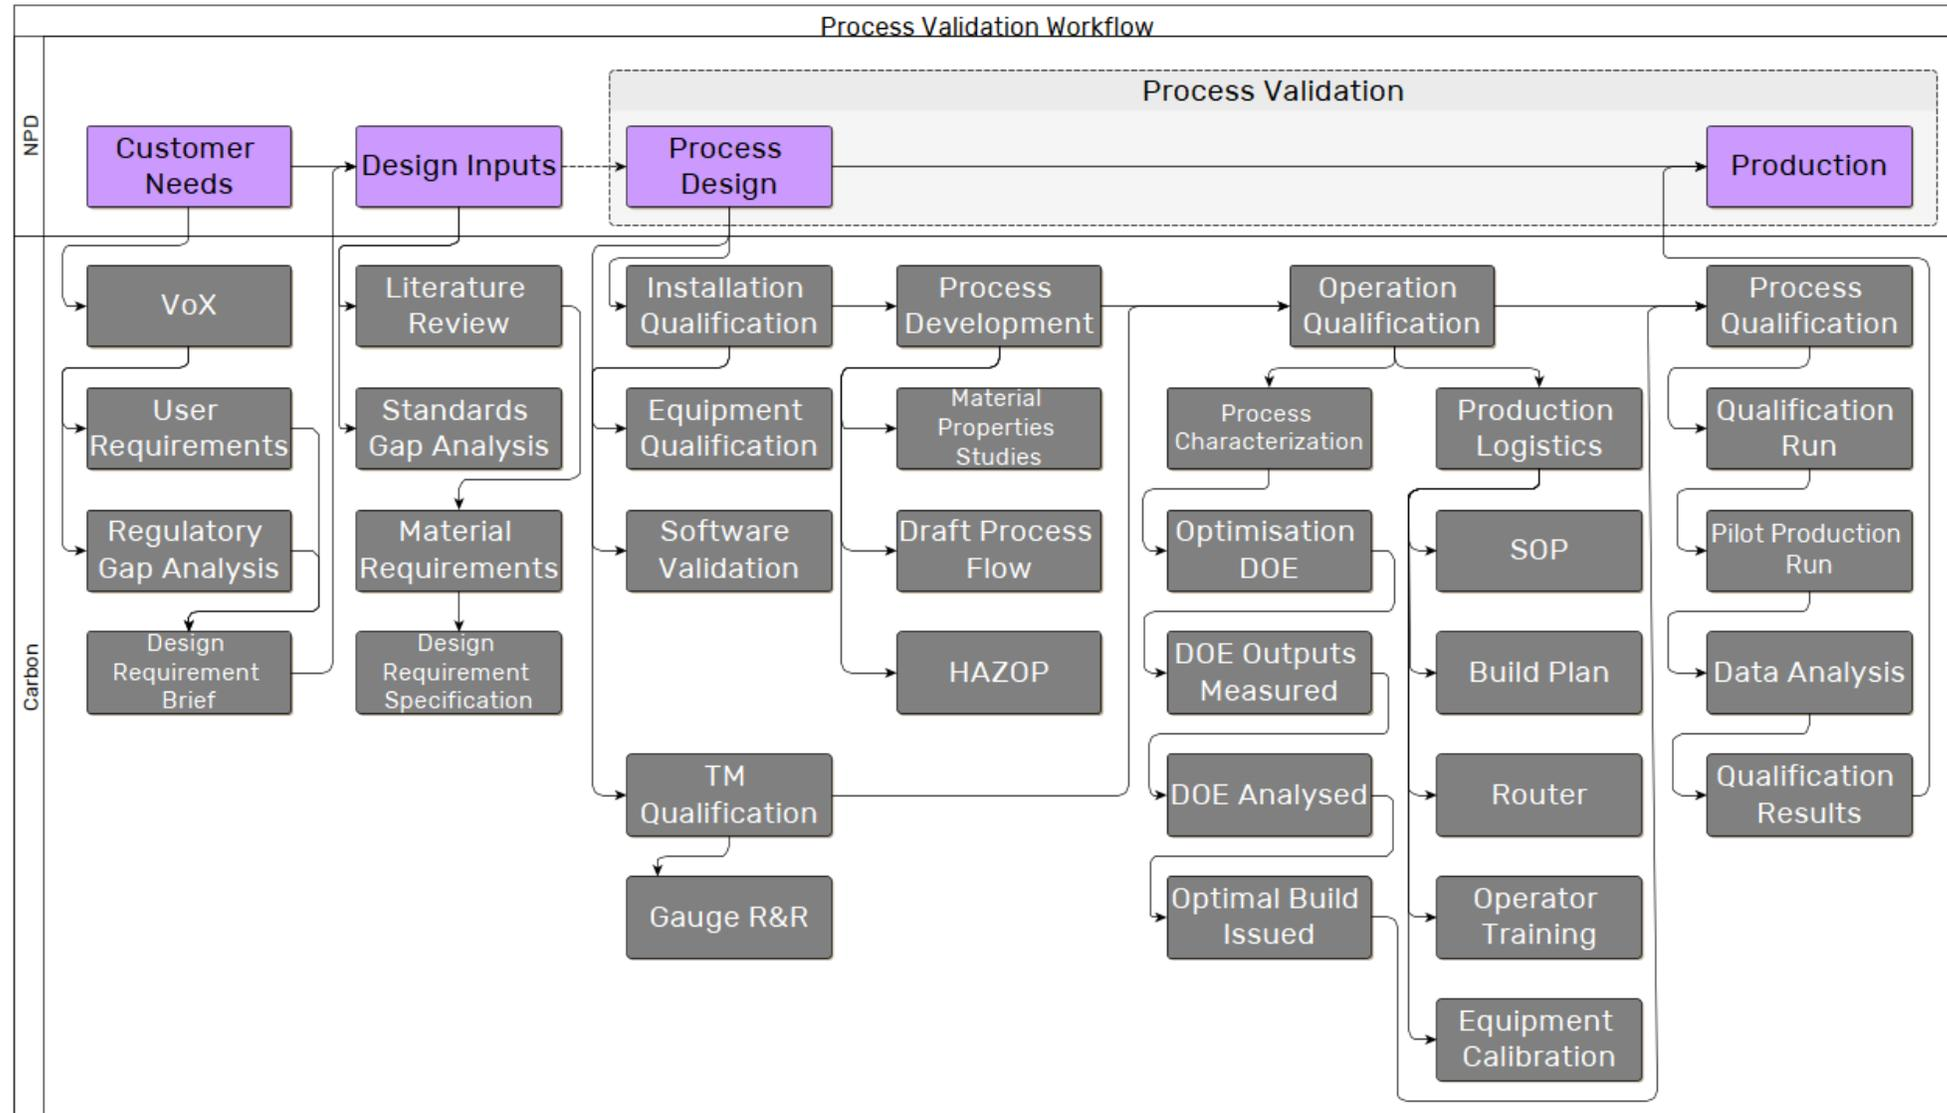 Process Validation Workflow
NPD
Process Validation
Customer
Needs
Design Inputs
Process
Design
Production
Carbon
VoX
User
Requirements
Regulatory
Gap Analysis
Design
Requirement
Brief
Literature
Review
Standards
Gap Analysis
Material
Requirements
Design
Requirement
Specification
Installation
Qualification
Equipment
Qualification
Software
Validation
TM
Qualification
Gauge R&R
Process
Development
Material
Properties
Studies
Draft Process
Flow
HAZOP
Operation
Qualification
Process
Characterization
Optimisation
DOE
DOE Outputs
Measured
DOE Analysed
Optimal Build
Issued
Production
Logistics
SOP
Build Plan
Router
Operator
Training
Equipment
Calibration
Process
Qualification
Qualification
Run
Pilot Production
Run
Data Analysis
Qualification
Results